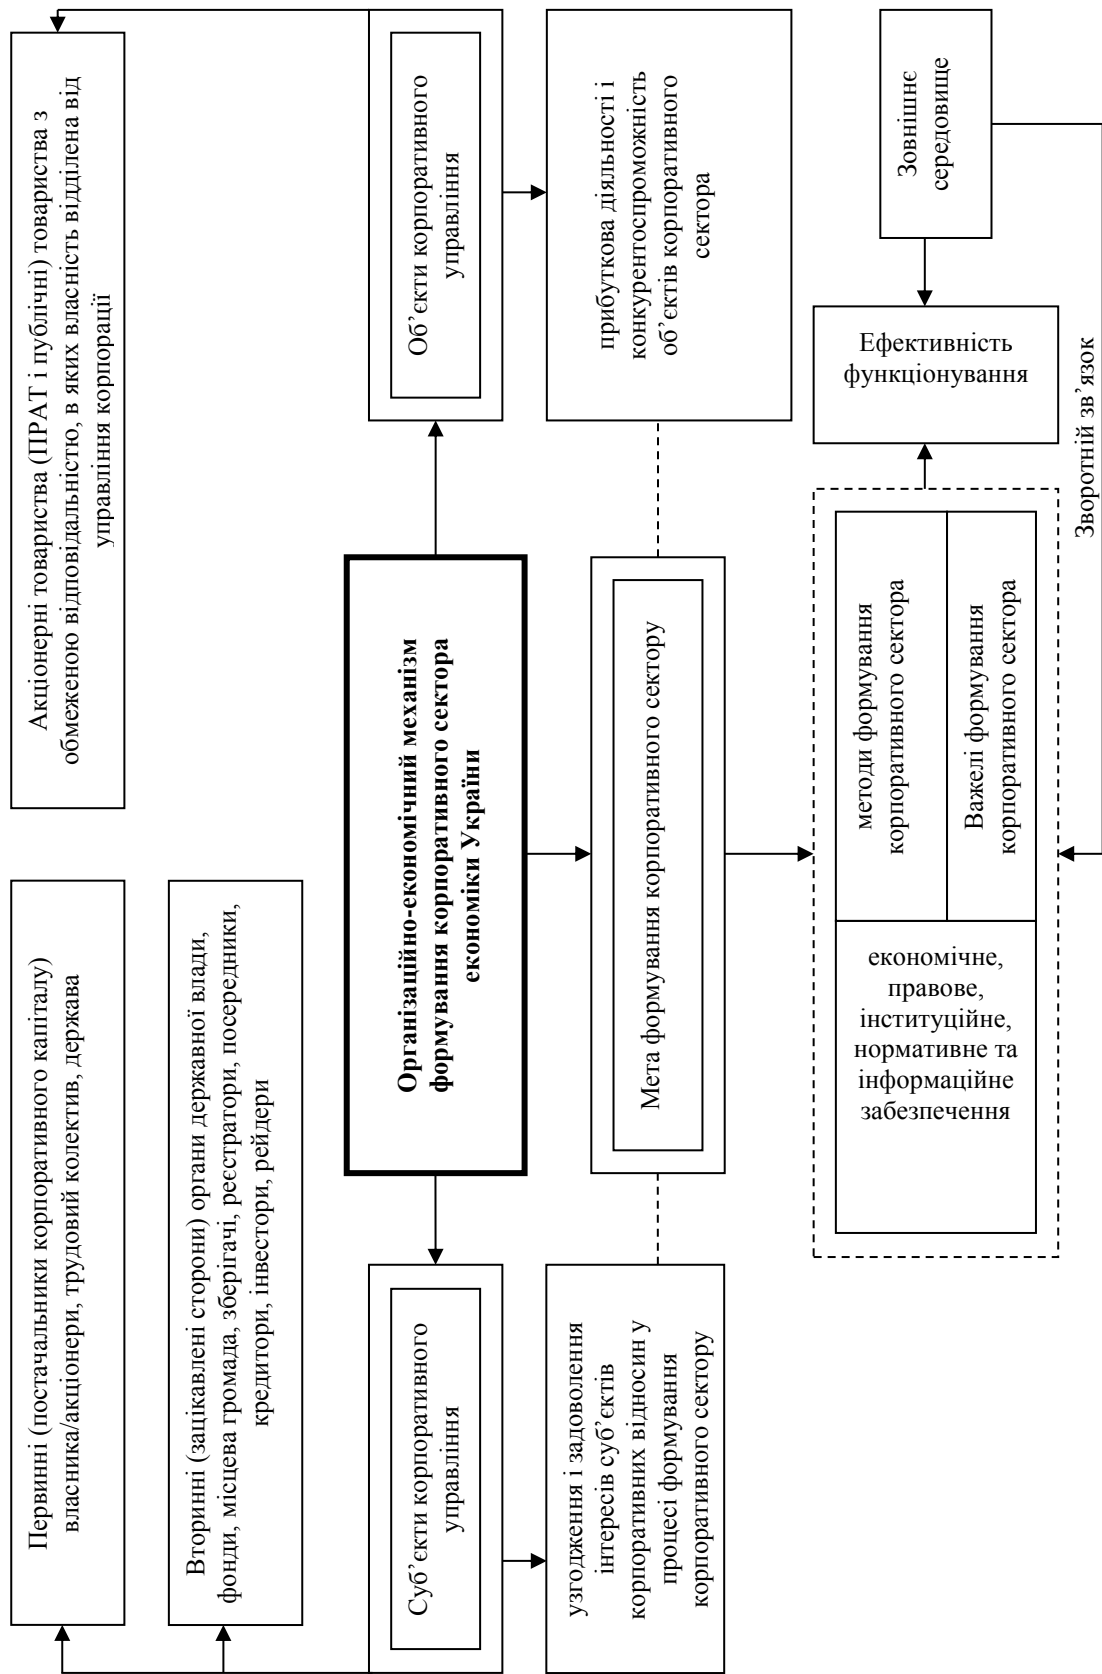 Первинні (постачальники корпоративного капіталу)
власника/акціонери, трудовий колектив, держава
Акціонерні товариства (ПРАТ і публічні) товариства з
обмеженою відповідальністю, в яких власність відділена від
управління корпорації
Вторинні (зацікавлені сторони) органи державної влади,
фонди, місцева громада, зберігачі, реєстратори, посередники,
кредитори, інвестори, рейдери
Суб’єкти корпоративного
управління
Організаційно-економічний механізм
формування корпоративного сектора
економіки України
Об’єкти корпоративного
управління
узгодження і задоволення
інтересів суб’єктів
корпоративних відносин у
процесі формування
корпоративного сектору
Мета формування корпоративного сектору
прибуткова діяльності і
конкурентоспроможність
об’єктів корпоративного
сектора
економічне,
правове,
інституційне,
нормативне та
інформаційне
забезпечення
методи формування
корпоративного сектора
Важелі формування
корпоративного сектора
Ефективність
функціонування
Зовнішнє
середовище
Зворотній зв’язок